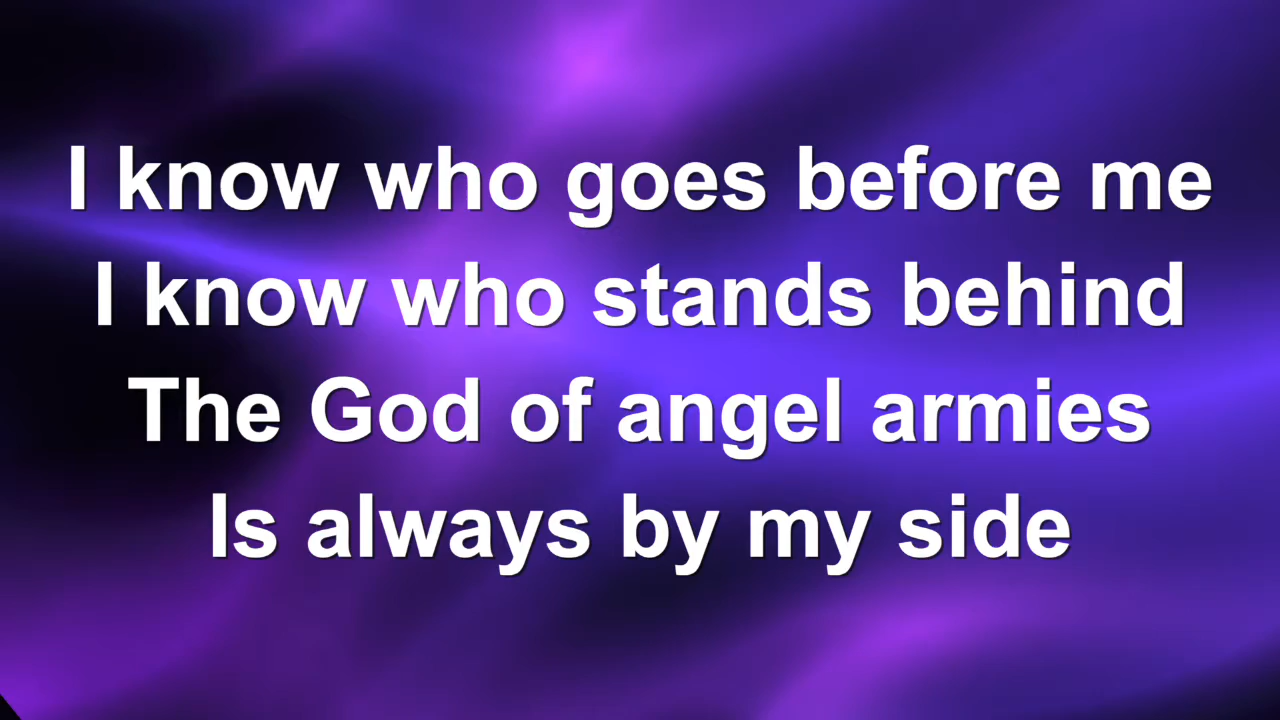 I know who goes before me
I know who stands behind
The God of angel armies
Is always by my side